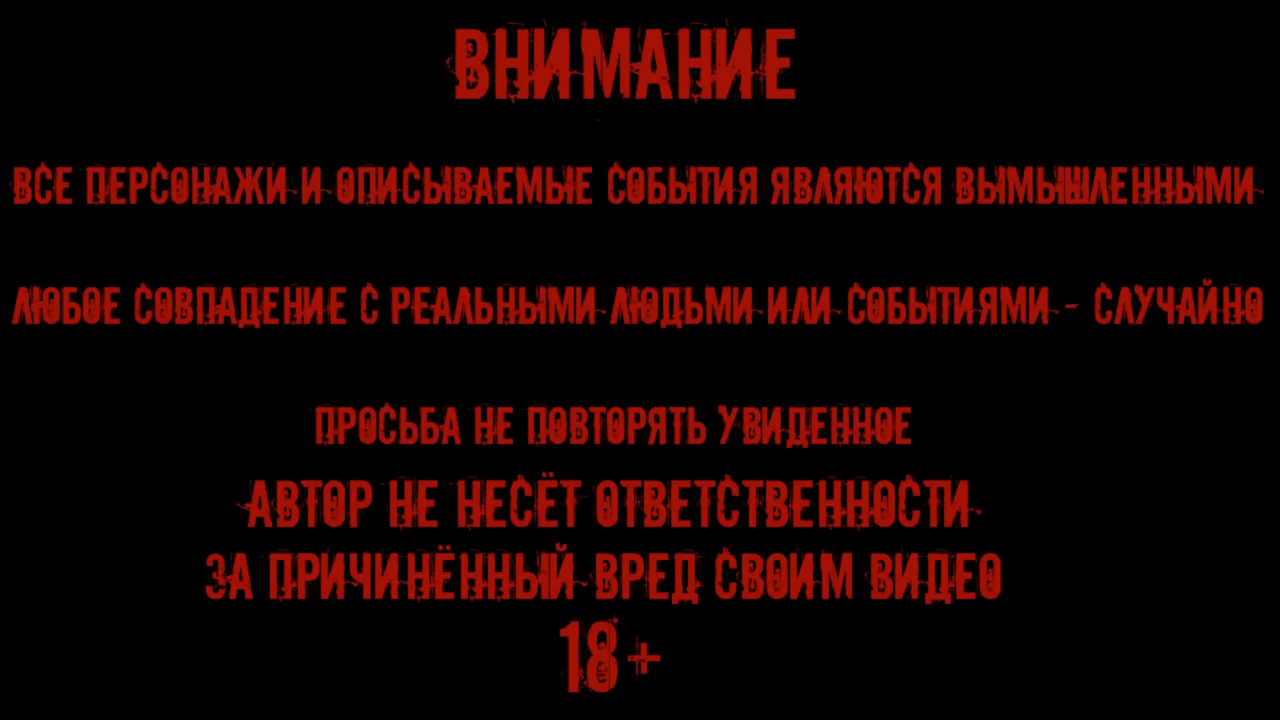 ВНИМАНИЕ
ВСЕ ПЕРСОНАЖИ И ОПИСЫВАЕМЫЕ СОБЫТИЯ ЯВЛЯЮТСЯ ВЫМЫШЛЕННЫМИ
ЛЮБОЕ СОВПАДЕНИЕ С РЕАЛЬНЫМИ ЛЮДЬМИ ИЛИ СОБЫТИЯМИ - СЛУЧАЙНО
ПРОСЬБА НЕ ПОВТОРЯТЬ УВИДЕННОЕ
АВТОР НЕ НЕСЁТ ОТВЕТСТВЕННОСТИ
ЗА ПРИЧИНЁННЫЙ ВРЕД СВОИМ ВИДЕО
18+